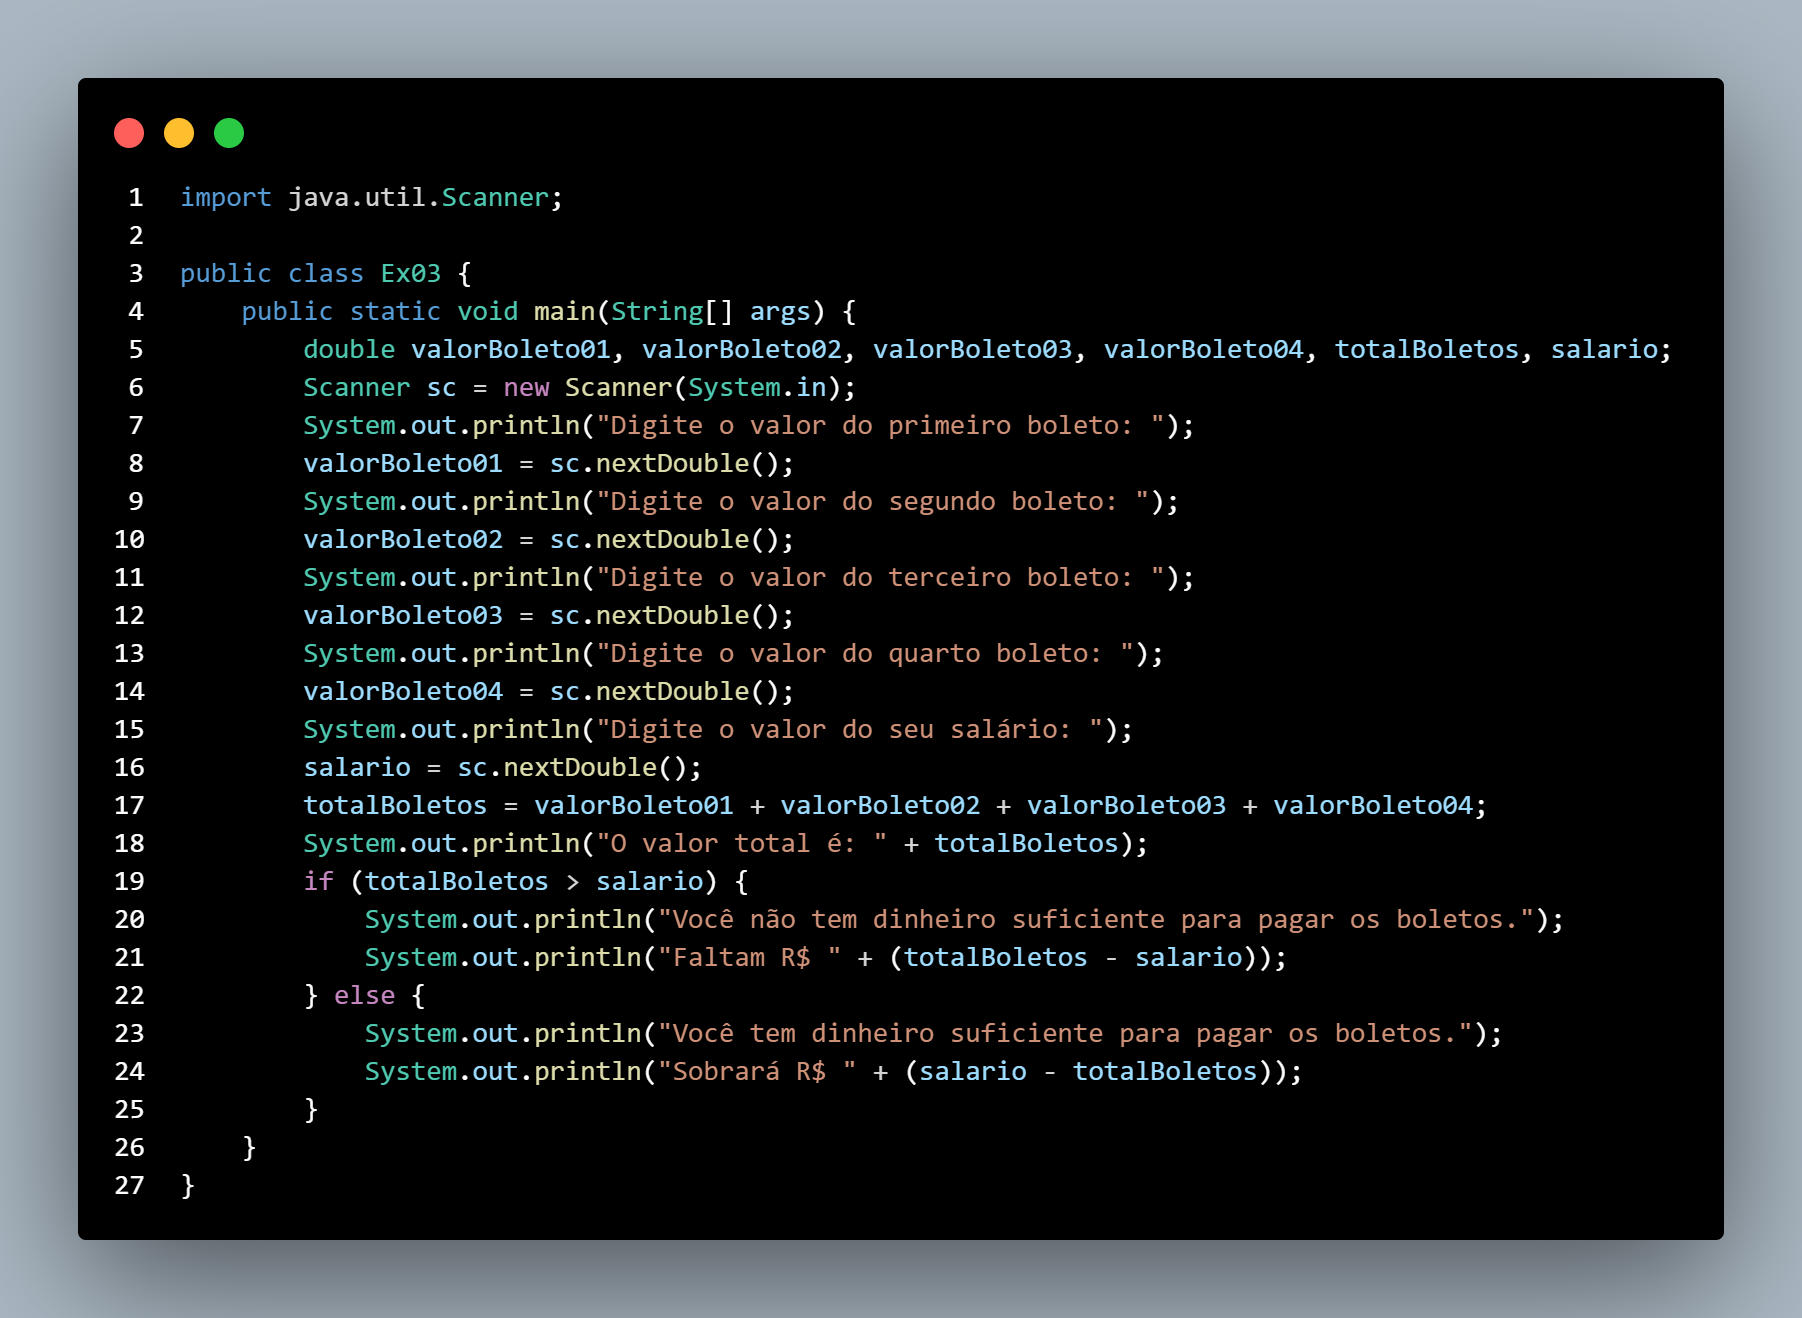 1 import java.util.Scanner;
2
3 public class Ex03 {
4     public static void main(String[] args) {
5         double valorBoleto01, valorBoleto02, valorBoleto03, valorBoleto04, totalBoletos, salario;
6         Scanner sc = new Scanner(System.in);
7         System.out.println("Digite o valor do primeiro boleto: ");
8         valorBoleto01 = sc.nextDouble();
9         System.out.println("Digite o valor do segundo boleto: ");
10         valorBoleto02 = sc.nextDouble();
11         System.out.println("Digite o valor do terceiro boleto: ");
12         valorBoleto03 = sc.nextDouble();
13         System.out.println("Digite o valor do quarto boleto: ");
14         valorBoleto04 = sc.nextDouble();
15         System.out.println("Digite o valor do seu salário: ");
16         salario = sc.nextDouble();
17         totalBoletos = valorBoleto01 + valorBoleto02 + valorBoleto03 + valorBoleto04;
18         System.out.println("O valor total é: " + totalBoletos);
19         if (totalBoletos > salario) {
20             System.out.println("Você não tem dinheiro suficiente para pagar os boletos.");
21             System.out.println("Faltam R$ " + (totalBoletos - salario));
22         } else {
23             System.out.println("Você tem dinheiro suficiente para pagar os boletos.");
24             System.out.println("Sobrará R$ " + (salario - totalBoletos));
25         }
26     }
27 }